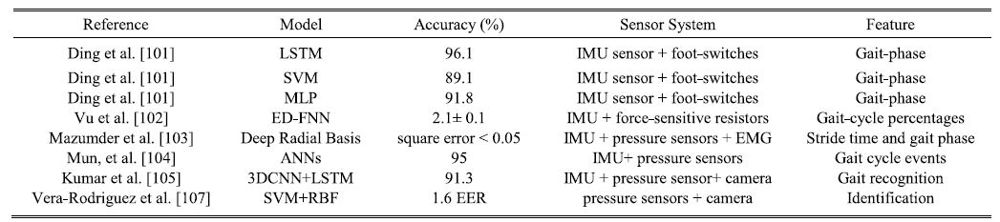 Reference Model Accuracy (%) Sensor System Feature
Ding et al. [101] LSTM 96.1 IMU sensor + foot-switches Gait-phase
Ding et al. [101] SVM 89.1 IMU sensor + foot-switches Gait-phase
Ding et al. [101] MLP 91.8 IMU sensor + foot-switches Gait-phase
Vu et al. [102] ED-FNN 2.1± 0.1 IMU + force-sensitive resistors Gait-cycle percentages
Mazumder et al. [103] Deep Radial Basis square error < 0.05 IMU + pressure sensors + EMG Stride time and gait phase
Mun, et al. [104] ANNs 95 IMU+ pressure sensors Gait cycle events
Kumar et al. [105] 3DCNN+LSTM 91.3 IMU + pressure sensor+ camera Gait recognition
Vera-Rodriguez et al. [107] SVM+RBF 1.6 EER pressure sensors + camera Identification